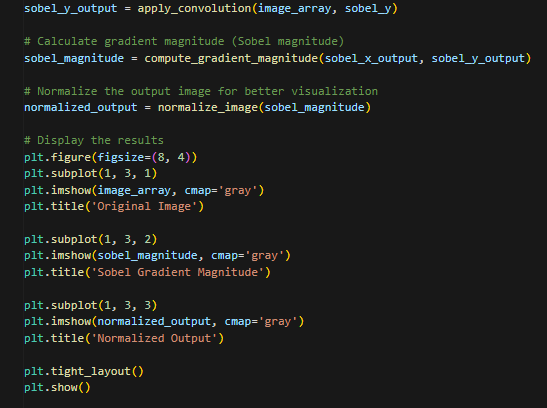 sobel_y_output = apply_convolution(image_array, sobel_y)
# Calculate gradient magnitude (Sobel magnitude)
sobel_magnitude = compute_gradient_magnitude(sobel_x_output, sobel_y_output)
# Normalize the output image for better visualization
normalized_output = normalize_image(sobel_magnitude)
# Display the results
plt.figure(figsize=(8, 4))
plt.subplot(1, 3, 1)
plt.imshow(image_array, cmap='gray')
plt.title('Original Image')
plt.subplot(1, 3, 2)
plt.imshow(sobel_magnitude, cmap='gray')
plt.title('Sobel Gradient Magnitude')
plt.subplot(1, 3, 3)
plt.imshow(normalized_output, cmap='gray')
plt.title('Normalized Output')
plt.tight_layout()
plt.show()